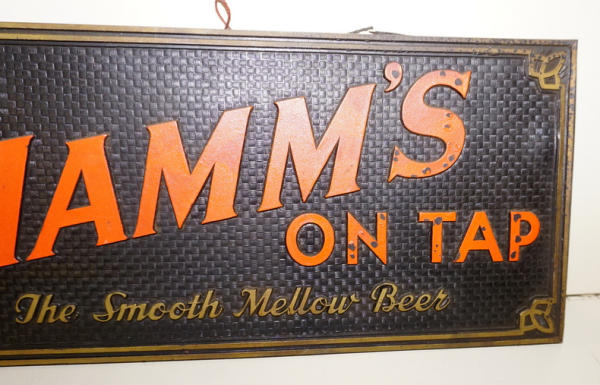 HAMM'S
ON TAP
The Smooth Mellow Beer